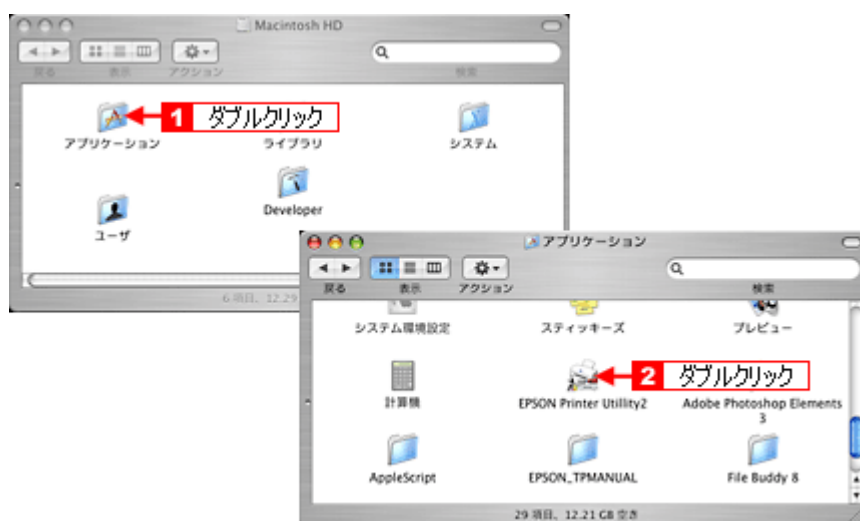 Macintosh HD
戻る 表示 アクション 検索
1 ダブルクリック
アプリケーション ライブラリ システム
ユーザ Developer
6 項目、12.29
アプリケーション
戻る 表示 アクション 検索
システム環境設定 スティッキーズ プレビュー
2 ダブルクリック
計算機 EPSON Printer Utillity2 Adobe Photoshop Elements
3
AppleScript EPSON_TPMANUAL File Buddy 8
29 項目、12.21 GB 空き